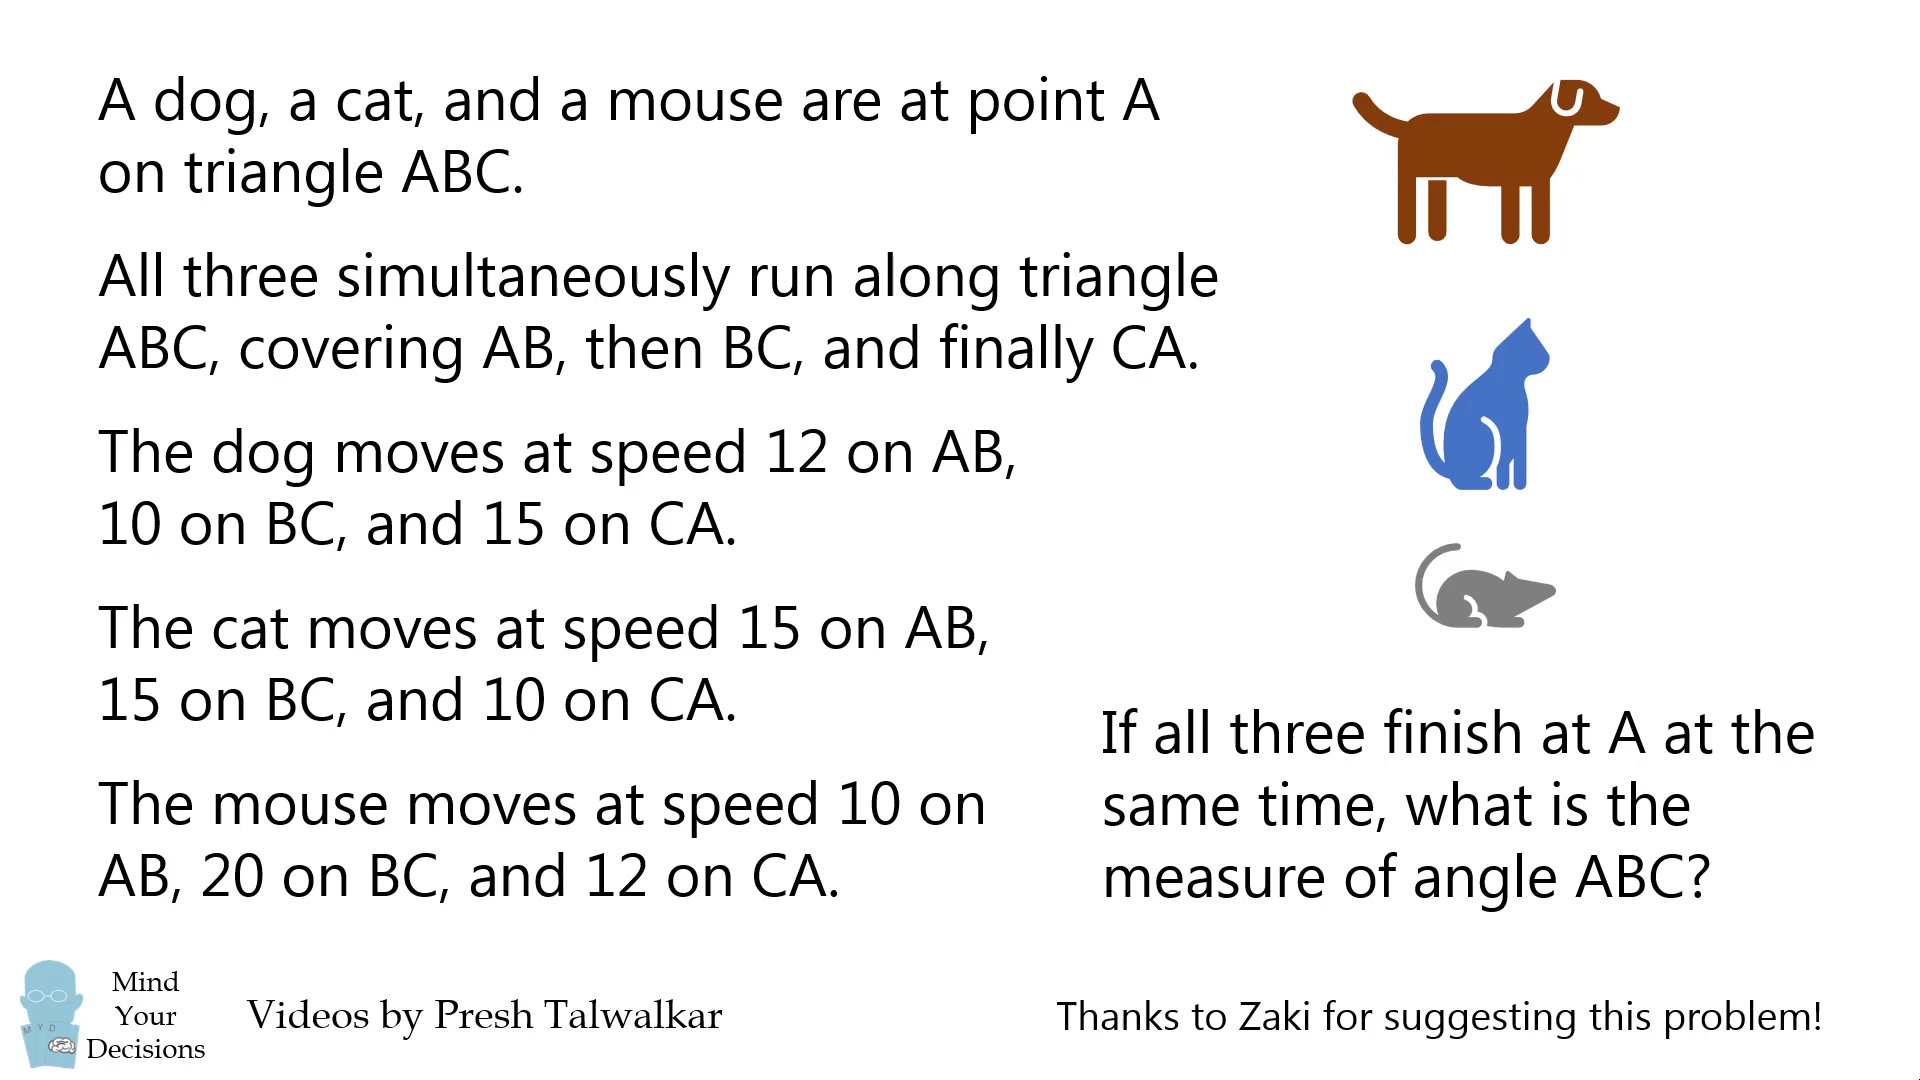 A dog, a cat, and a mouse are at point A
on triangle ABC.
All three simultaneously run along triangle
ABC, covering AB, then BC, and finally CA.
The dog moves at speed 12 on AB,
10 on BC, and 15 on CA.
The cat moves at speed 15 on AB,
15 on BC, and 10 on CA.
The mouse moves at speed 10 on
AB, 20 on BC, and 12 on CA.
If all three finish at A at the
same time, what is the
measure of angle ABC?
MYD
Mind
Your
Decisions
Videos by Presh Talwalkar
Thanks to Zaki for suggesting this problem!